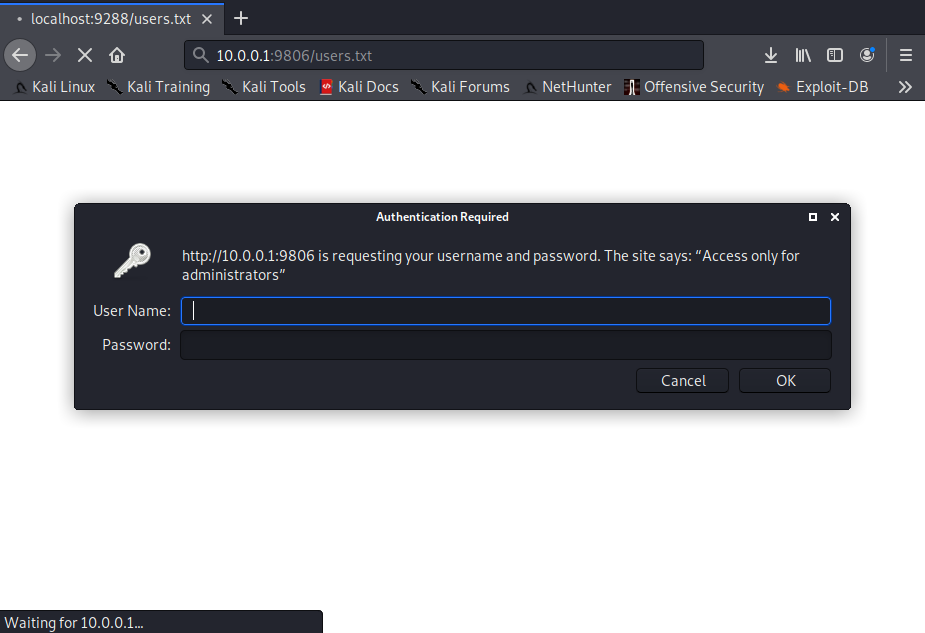 localhost:9288/users.txt
10.0.0.1:9806/users.txt
Kali Linux Kali Training Kali Tools Kali Docs Kali Forums NetHunter Offensive Security Exploit-DB
Authentication Required
http://10.0.0.1:9806 is requesting your username and password. The site says: “Access only for
administrators”
User Name:
Password:
Cancel OK
Waiting for 10.0.0.1...